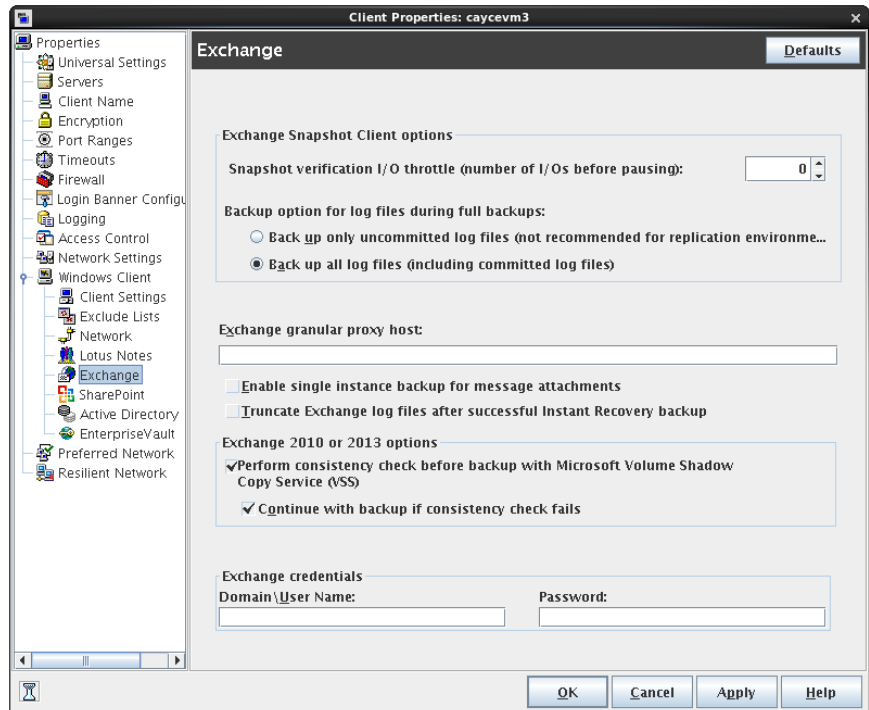 Client Properties: caycevm3
Properties
Universal Settings
Servers
Client Name
Encryption
Port Ranges
Timeouts
Firewall
Login Banner Configu
Logging
Access Control
Network Settings
Windows Client
Client Settings
Exclude Lists
Network
Lotus Notes
Exchange
SharePoint
Active Directory
EnterpriseVault
Preferred Network
Resilient Network
Exchange
Defaults
Exchange Snapshot Client options
Snapshot verification I/O throttle (number of I/Os before pausing):
0
Backup option for log files during full backups:
Back up only uncommitted log files (not recommended for replication environme...
Back up all log files (including committed log files)
Exchange granular proxy host:
Enable single instance backup for message attachments
Truncate Exchange log files after successful Instant Recovery backup
Exchange 2010 or 2013 options
Perform consistency check before backup with Microsoft Volume Shadow
Copy Service (VSS)
Continue with backup if consistency check fails
Exchange credentials
Domain\User Name:
Password:
OK
Cancel
Apply
Help